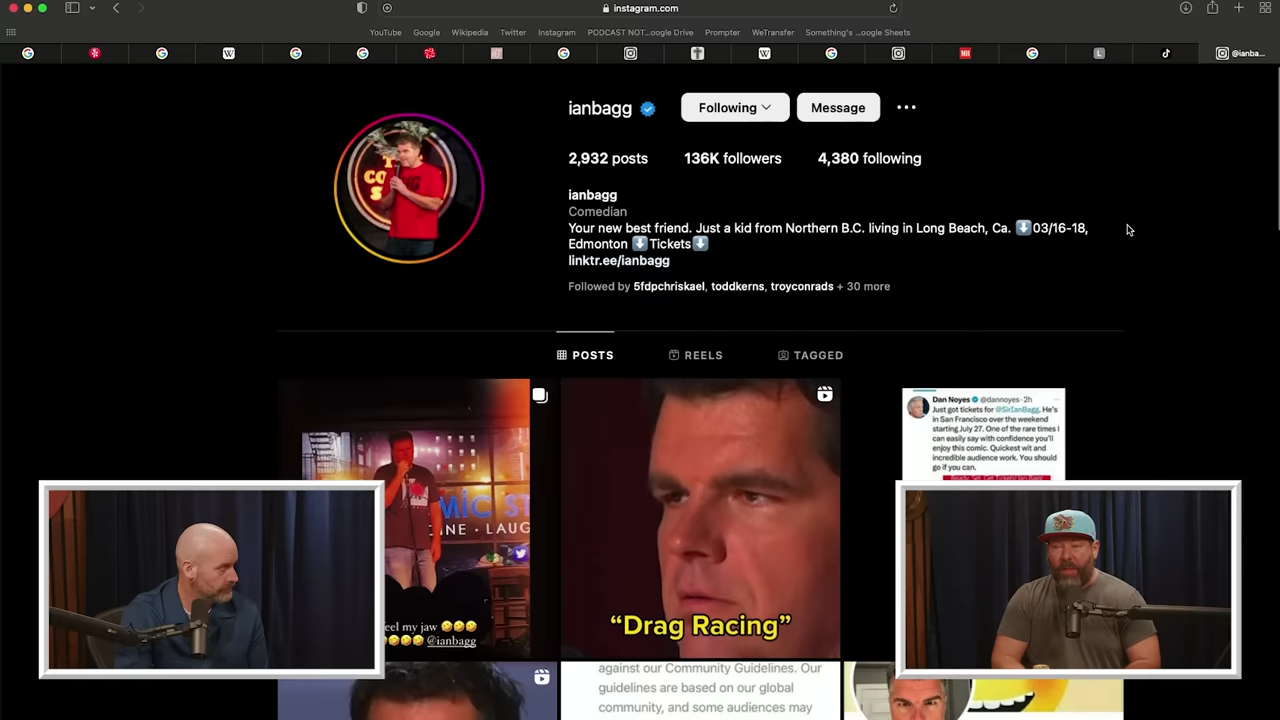 instagram.com
YouTube Google Wikipedia Twitter Instagram PODCAST NOT...oogle Drive Prompter WeTransfer Something's...oogle Sheets
@ianba...
ianbagg Following Message
2,932 posts 136K followers 4,380 following
ianbagg
Comedian
Your new best friend. Just a kid from Northern B.C. living in Long Beach, Ca. ⬇️03/16-18,
Edmonton ⬇️Tickets⬇️
linktr.ee/ianbagg
Followed by 5fdpchriskael, toddkerns, troyconrads + 30 more
POSTS REELS TAGGED
Dan Noyes @dannoyes · 2h
Just got tickets for @SirIanBagg. He's
in San Francisco over the weekend
starting July 27. One of the rare times I
can easily say with confidence you'll
enjoy this comic. Quickest wit and
incredible audience work. You should
go if you can.
MIC ST
INE · LAUG
"Drag Racing"
eel my jaw 🤣🤣🤣
🤣🤣🤣🤣 @ianbagg
against our Community Guidelines. Our
guidelines are based on our global
community, and some audiences may